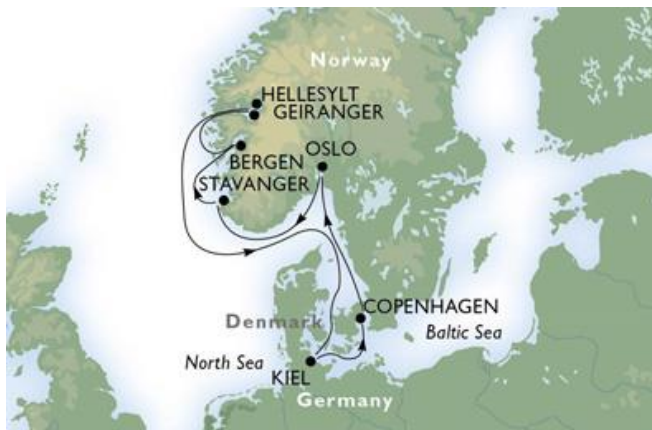 Norway
HELLESYLT
GEIRANGER
OSLO
BERGEN
STAVANGER
COPENHAGEN
Denmark
Baltic Sea
North Sea
KIEL
Germany